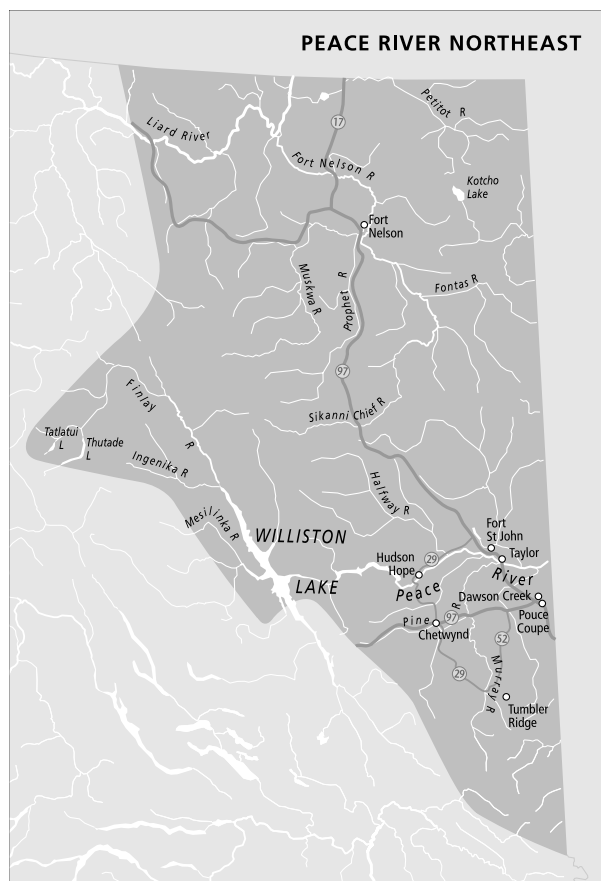 PEACE RIVER NORTHEAST
Petitot R
17
Liard River
Fort Nelson R
Kotcho
Lake
Fort
Nelson
Muskwa R
Prophet R
Fontas R
97
Finlay R
Sikanni Chief R
Tatlatui
L
Thutade
L
Ingenika R
Halfway R
Mesilinka R
WILLISTON
LAKE
Fort
St John
Taylor
Hudson
Hope
29
Peace River
Dawson Creek
Pouce
Coupe
Pine R
97
Chetwynd
52
Murray R
29
Tumbler
Ridge